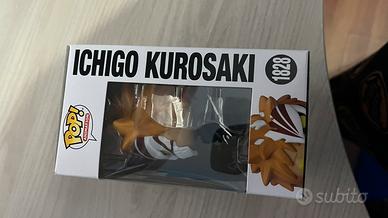 ICHIGO KUROSAKI
1828
POP!
ANIMATION
subito